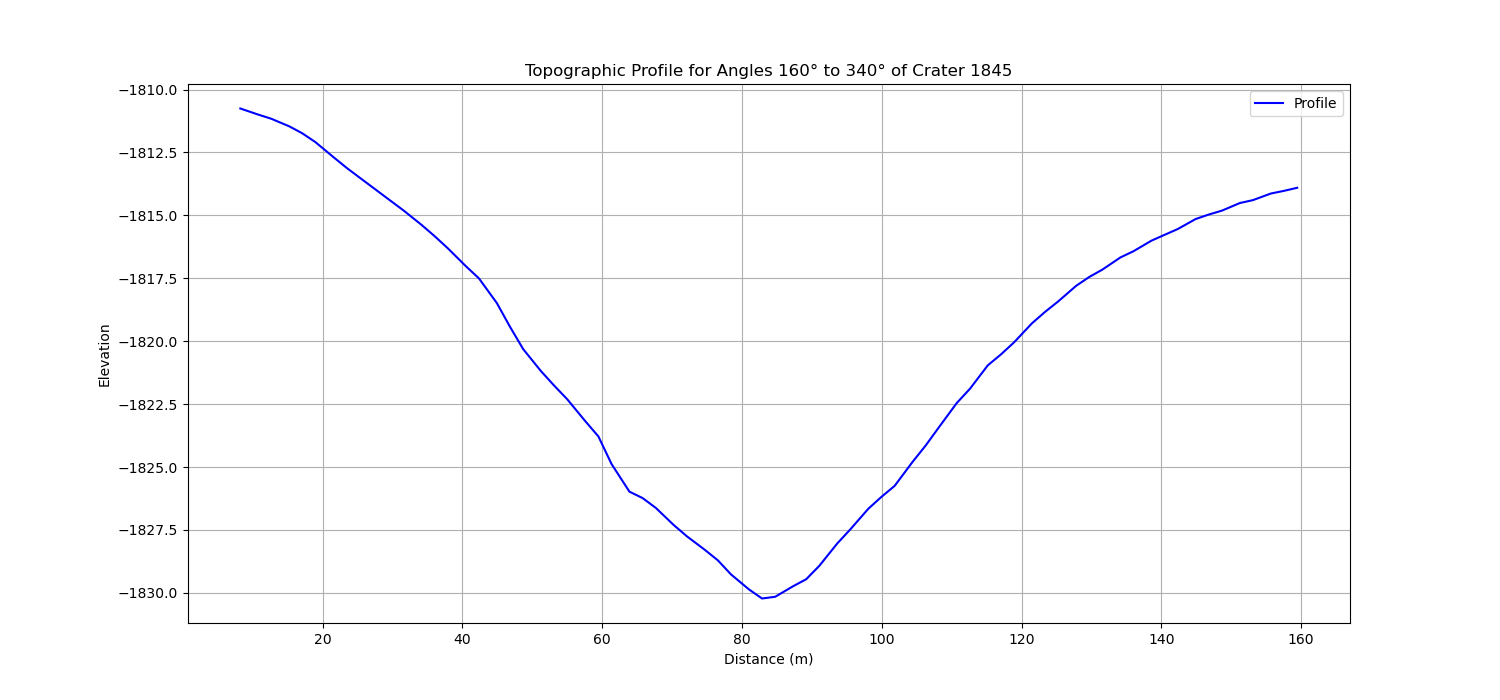 Topographic Profile for Angles 160° to 340° of Crater 1845
Profile
−1810.0
−1812.5
−1815.0
−1817.5
−1820.0
−1822.5
−1825.0
−1827.5
−1830.0
Elevation
20 40 60 80 100 120 140 160
Distance (m)